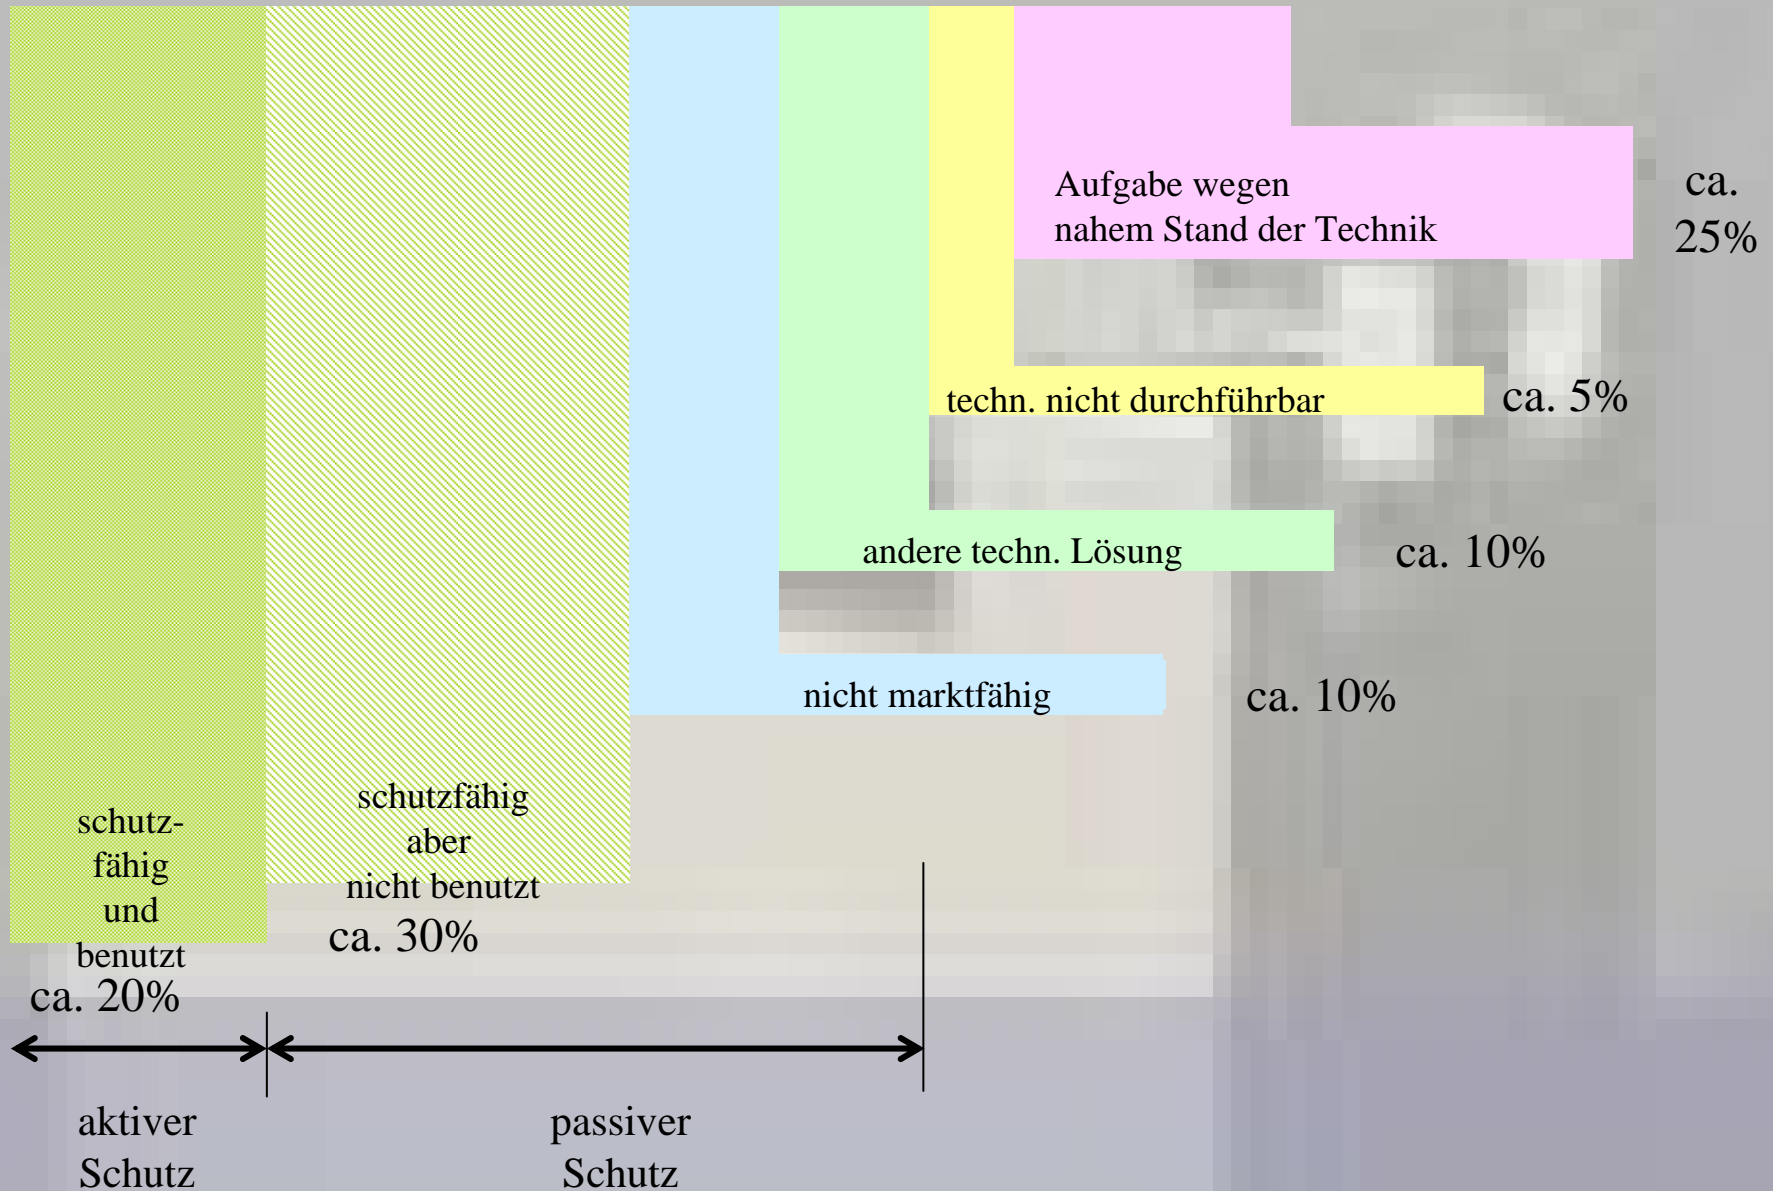 Aufgabe wegen
nahem Stand der Technik
ca.
25%
techn. nicht durchführbar
ca. 5%
andere techn. Lösung
ca. 10%
nicht marktfähig
ca. 10%
schutz-
fähig
und
benutzt
ca. 20%
schutzfähig
aber
nicht benutzt
ca. 30%
aktiver
Schutz
passiver
Schutz